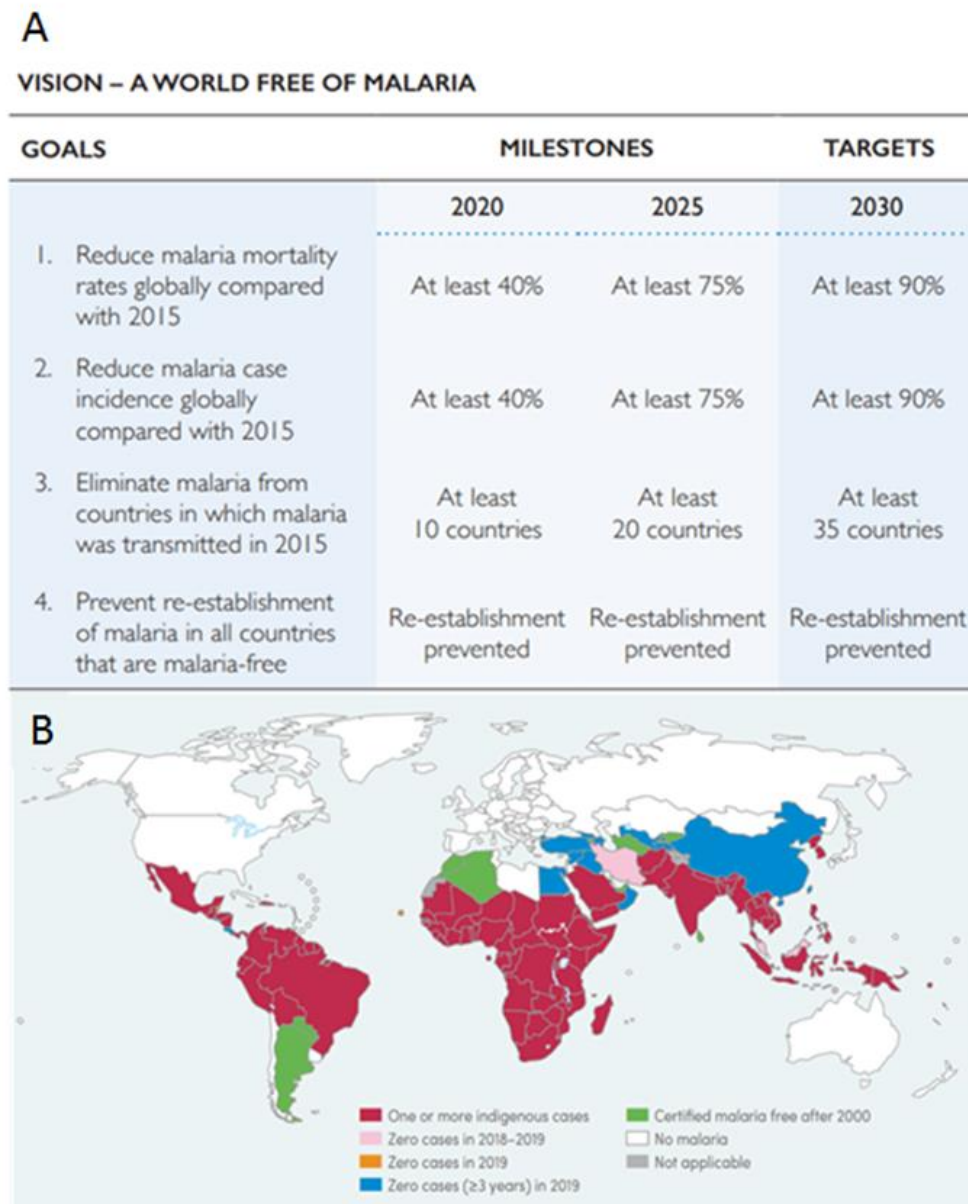 A
VISION – A WORLD FREE OF MALARIA
GOALS MILESTONES TARGETS
2020 2025 2030
1. Reduce malaria mortality
rates globally compared
with 2015
At least 40% At least 75% At least 90%
2. Reduce malaria case
incidence globally
compared with 2015
At least 40% At least 75% At least 90%
3. Eliminate malaria from
countries in which malaria
was transmitted in 2015
At least
10 countries
At least
20 countries
At least
35 countries
4. Prevent re-establishment
of malaria in all countries
that are malaria-free
Re-establishment
prevented
Re-establishment
prevented
Re-establishment
prevented
B
One or more indigenous cases
Zero cases in 2018–2019
Zero cases in 2019
Zero cases (≥3 years) in 2019
Certified malaria free after 2000
No malaria
Not applicable